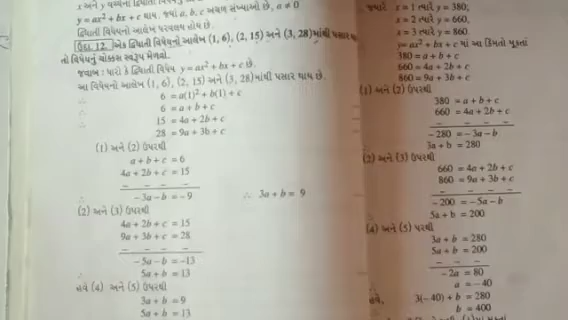 y = ax² + bx + c થાય. જ્યાં a, b, c અચળ સંખ્યાઓ છે, a ≠ 0
દ્વિઘાતી વિધેયનો આલેખ પરવલય હોય છે.
ઉદા. 12. એક દ્વિઘાતી વિધેયનો આલેખ (1, 6), (2, 15) અને (3, 28)માંથી પસાર થાય
તો વિધેયનું ચોક્કસ સ્વરૂપ મેળવો.
જવાબ : ધારો કે દ્વિઘાતી વિધેય y = ax² + bx + c છે.
આ વિધેયનો આલેખ (1, 6), (2, 15) અને (3, 28)માંથી પસાર થાય છે.
∴ 6 = a(1)² + b(1) + c
∴ 6 = a + b + c
15 = 4a + 2b + c
28 = 9a + 3b + c
(1) અને (2) ઉપરથી
a + b + c = 6
4a + 2b + c = 15
– – – –
∴ –3a – b = –9 ∴ 3a + b = 9
(2) અને (3) ઉપરથી
4a + 2b + c = 15
9a + 3b + c = 28
– – – –
–5a – b = –13
∴ 5a + b = 13
હવે (4) અને (5) ઉપરથી
3a + b = 9
5a + b = 13
જ્યારે x = 1 ત્યારે y = 380;
x = 2 ત્યારે y = 660,
x = 3 ત્યારે y = 860
y = ax² + bx + c માં આ કિંમતો મૂકતાં
380 = a + b + c
660 = 4a + 2b + c
860 = 9a + 3b + c
(1) અને (2) ઉપરથી
380 = a + b + c
660 = 4a + 2b + c
– – – –
–280 = –3a – b
3a + b = 280
(2) અને (3) ઉપરથી
660 = 4a + 2b + c
860 = 9a + 3b + c
– – – –
–200 = –5a – b
5a + b = 200
(4) અને (5) પરથી
3a + b = 280
5a + b = 200
– – –
–2a = 80
a = –40
હવે, 3(–40) + b = 280
b = 400